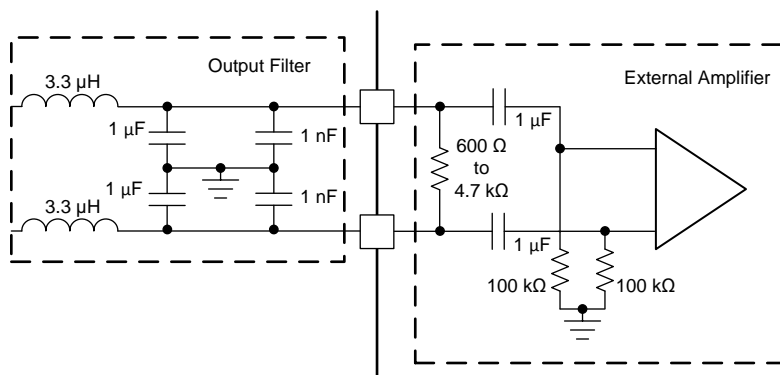 Output Filter
3.3 µH
1 µF
1 nF
1 µF
1 nF
3.3 µH
External Amplifier
1 µF
600 Ω
to
4.7 kΩ
1 µF
100 kΩ
100 kΩ